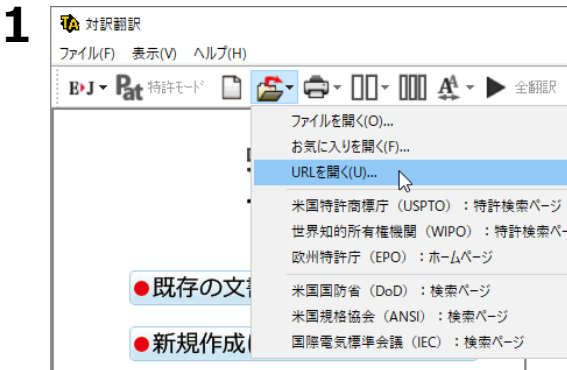 1
対訳翻訳
ファイル(F) 表示(V) ヘルプ(H)
E▸J Pat 特許モード 全翻訳
ファイルを開く(O)...
お気に入りを開く(F)...
URLを開く(U)...
米国特許商標庁（USPTO）：特許検索ページ
世界知的所有権機関（WIPO）：特許検索ペー
欧州特許庁（EPO）：ホームページ
●既存の文
米国国防省（DoD）：検索ページ
米国規格協会（ANSI）：検索ページ
●新規作成
国際電気標準会議（IEC）：検索ページ